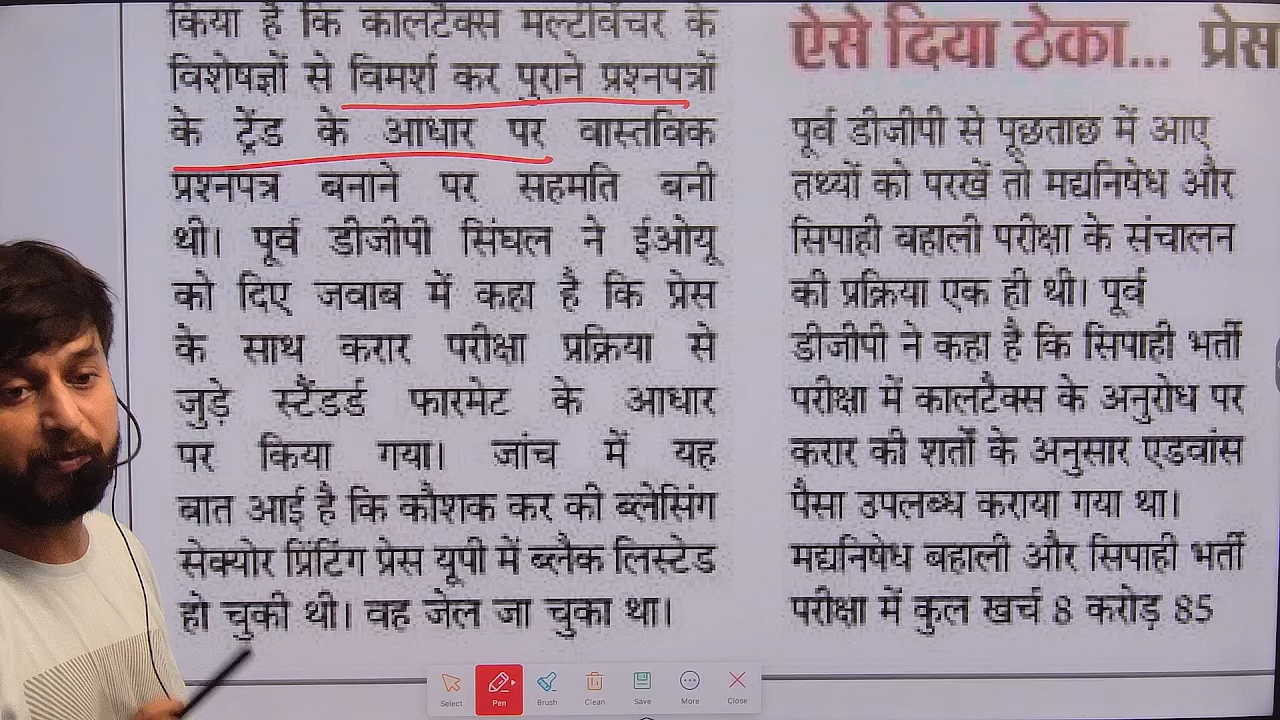 किया है कि कालटैक्स मल्टीवेंचर के
विशेषज्ञों से विमर्श कर पुराने प्रश्नपत्रों
के ट्रेंड के आधार पर वास्तविक
प्रश्नपत्र बनाने पर सहमति बनी
थी। पूर्व डीजीपी सिंघल ने ईओयू
को दिए जवाब में कहा है कि प्रेस
के साथ करार परीक्षा प्रक्रिया से
जुड़े स्टैंडर्ड फारमेट के आधार
पर किया गया। जांच में यह
बात आई है कि कौशक कर की ब्लेसिंग
सेक्योर प्रिंटिंग प्रेस यूपी में ब्लैक लिस्टेड
हो चुकी थी। वह जेल जा चुका था।
ऐसे दिया ठेका... प्रेस
पूर्व डीजीपी से पूछताछ में आए
तथ्यों को परखें तो मद्यनिषेध और
सिपाही बहाली परीक्षा के संचालन
की प्रक्रिया एक ही थी। पूर्व
डीजीपी ने कहा है कि सिपाही भर्ती
परीक्षा में कालटैक्स के अनुरोध पर
करार की शर्तों के अनुसार एडवांस
पैसा उपलब्ध कराया गया था।
मद्यनिषेध बहाली और सिपाही भर्ती
परीक्षा में कुल खर्च 8 करोड़ 85
Select Pen Brush Clean Save More Close